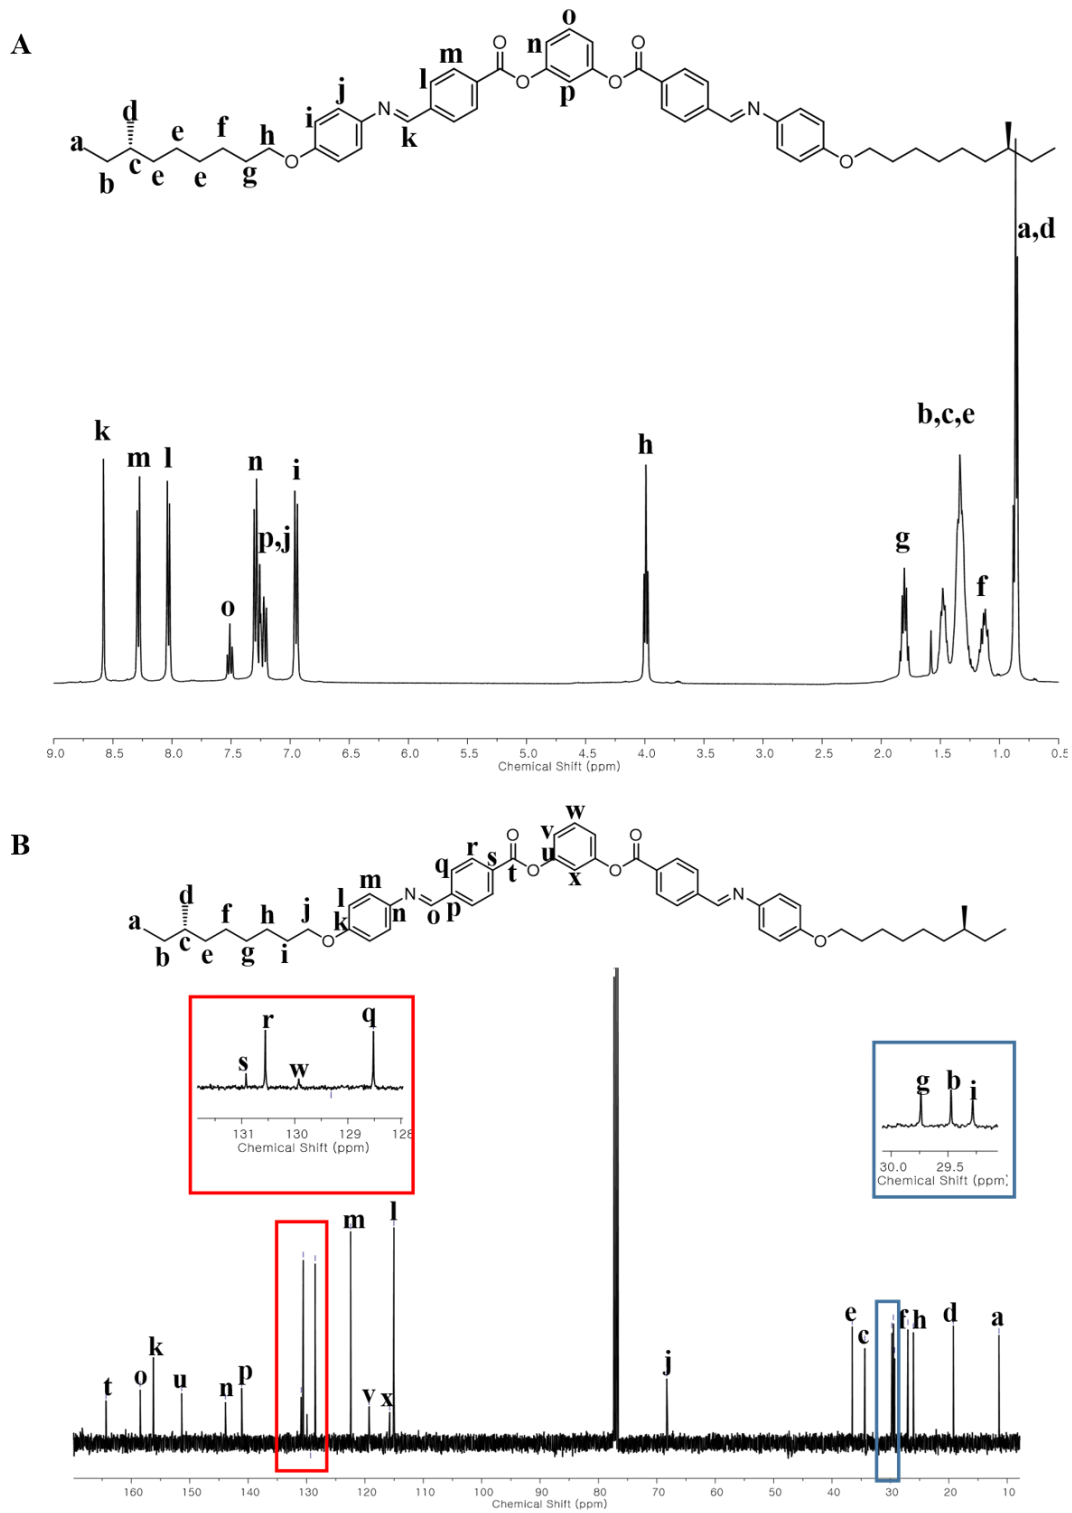 A
o
O
n
O
m
O
O
p
l
j
N
N
i
k
d
a
e
f
h
O
O
c
b
e
e
g
a,d
b,c,e
k
m
l
n
i
h
p,j
g
o
f
9.0 8.5 8.0 7.5 7.0 6.5 6.0 5.5 5.0 4.5 4.0 3.5 3.0 2.5 2.0 1.5 1.0 0.5
Chemical Shift (ppm)
B
w
O
v
O
r
s
u
q
t
O
O
x
m
N
N
l
o
p
n
d
k
a
f
h
j
O
O
b
c
e
g
i
r
q
s
w
131 130 129 128
Chemical Shift (ppm)
g b i
30.0 29.5
Chemical Shift (ppm)
m
l
k
t
o
u
n
p
v
x
j
e
c
f
h
d
a
160 150 140 130 120 110 100 90 80 70 60 50 40 30 20 10
Chemical Shift (ppm)